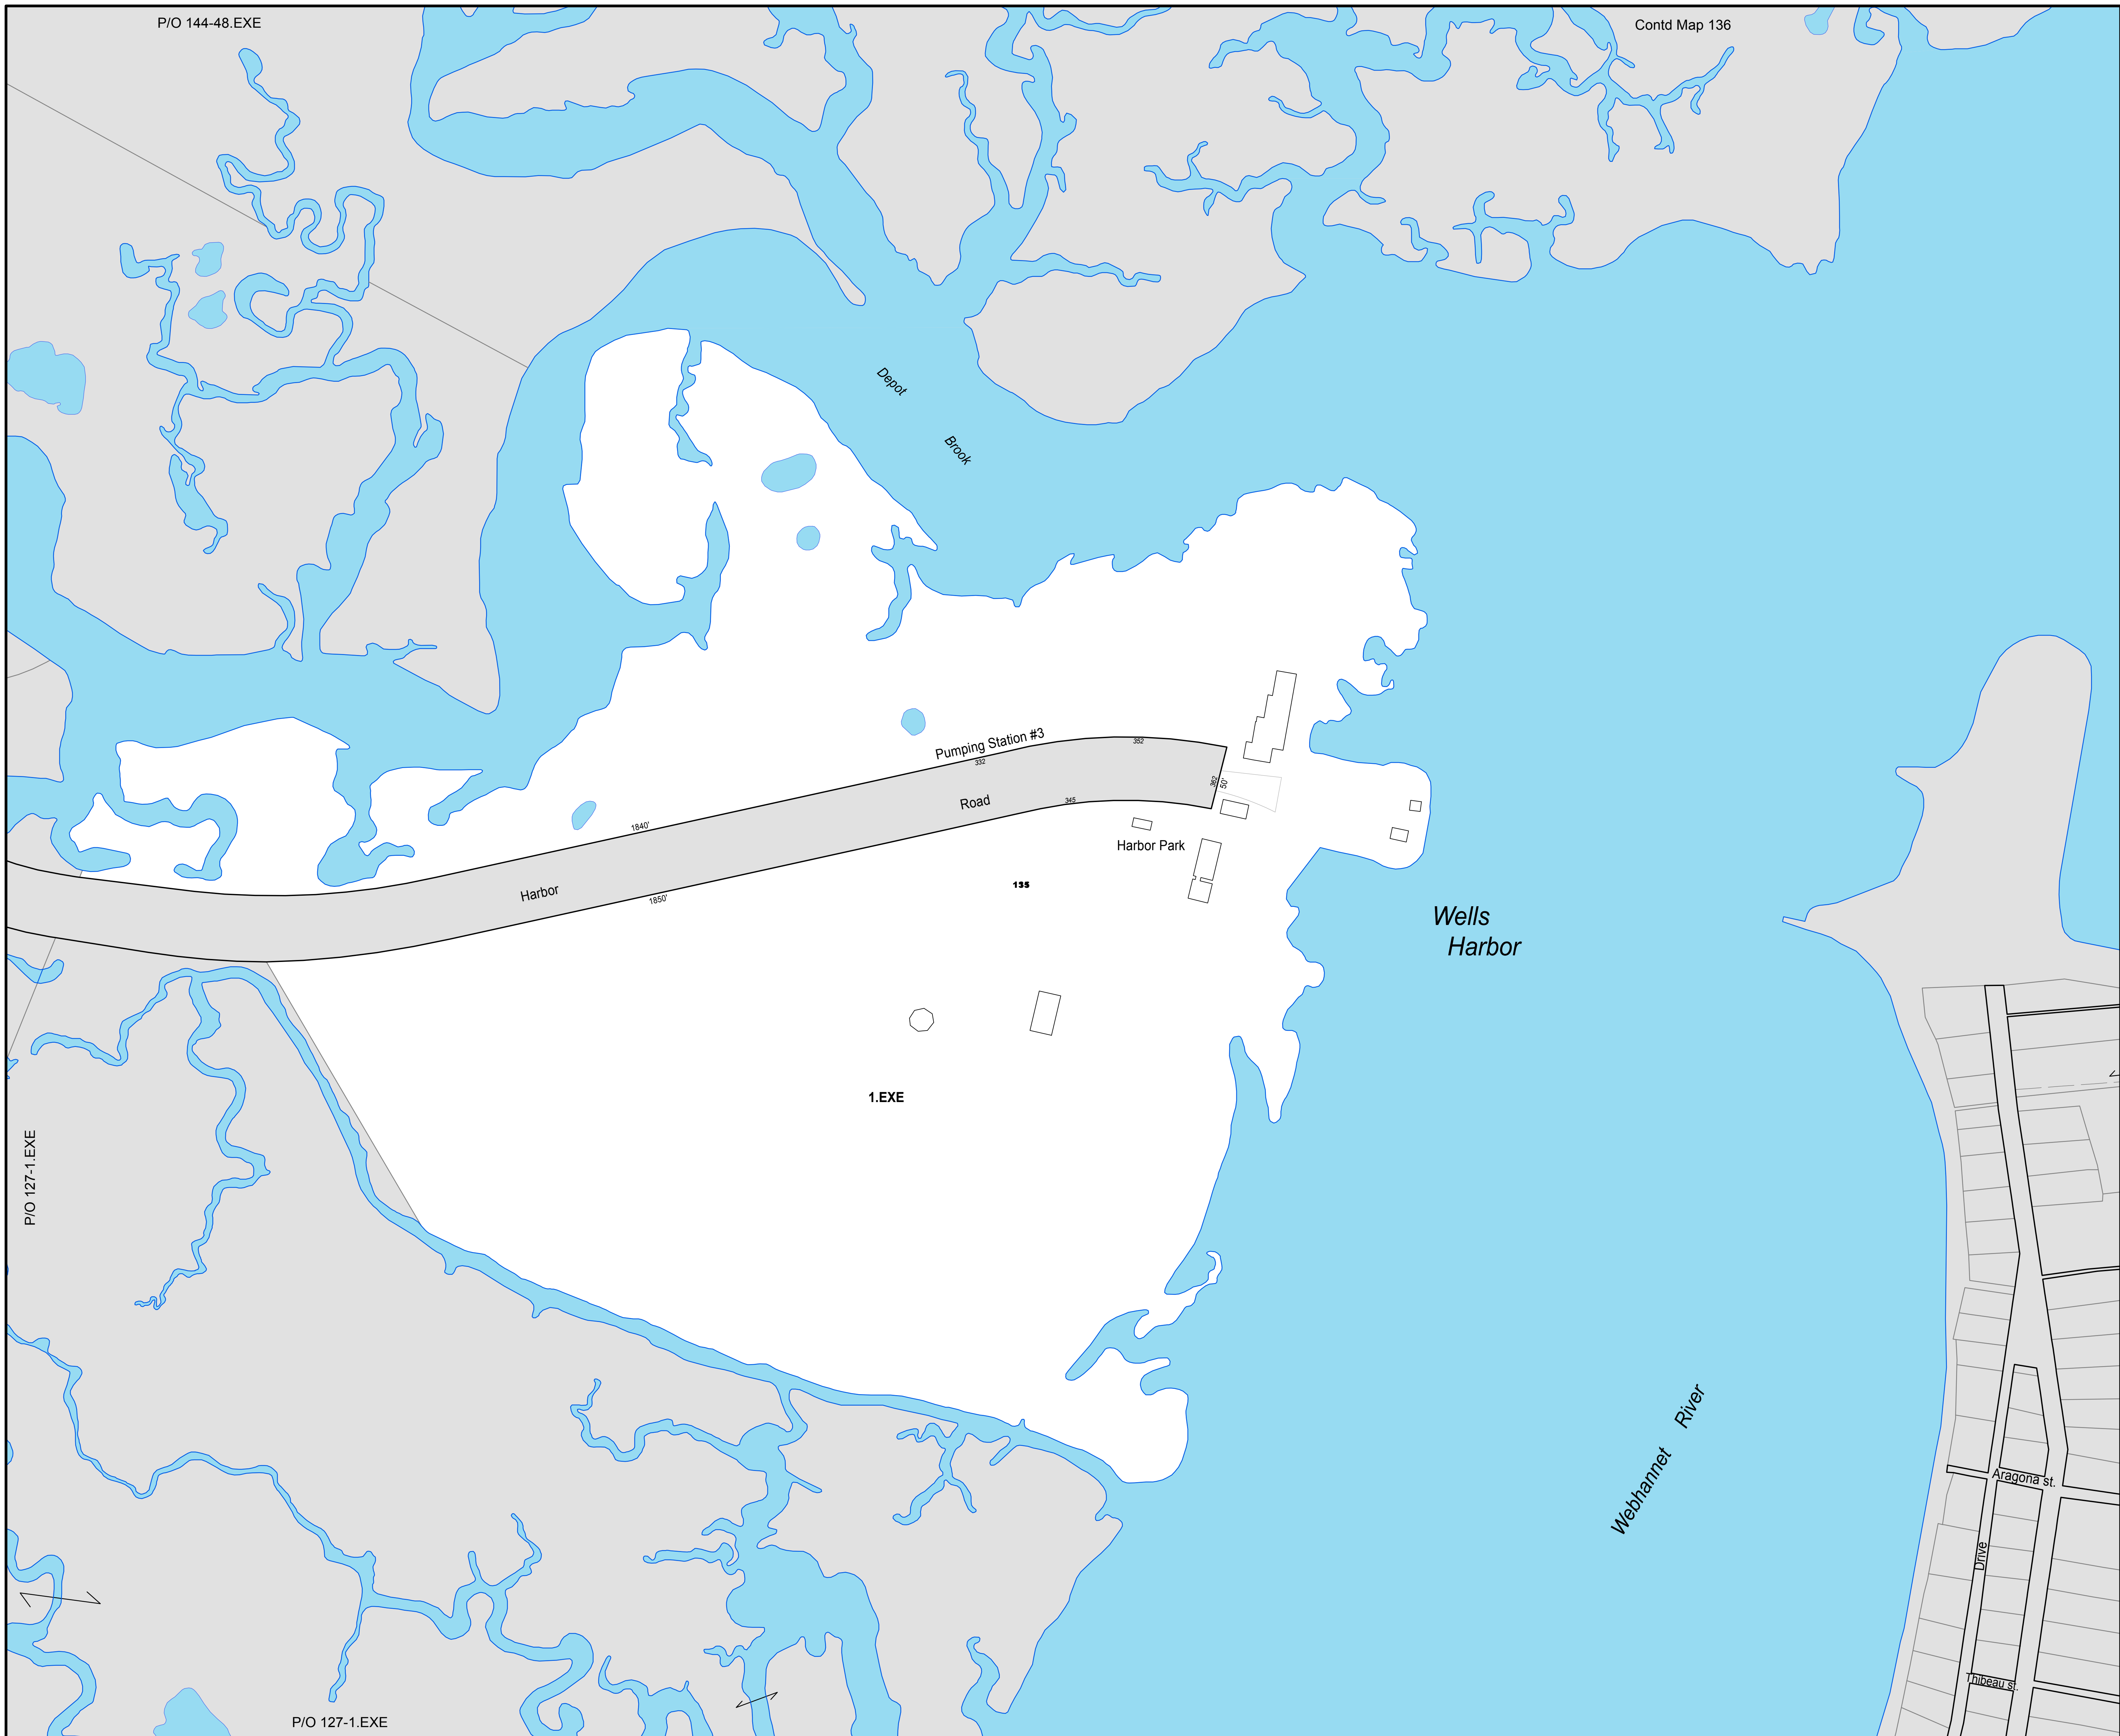 P/O 144-48.EXE
Contd Map 136
Depot
Brook
Pumping Station #3
352
332
362
50'
Road
345
1840'
Harbor Park
Harbor
1850'
135
Wells
Harbor
1.EXE
P/O 127-1.EXE
Webhannet River
Aragona st.
Drive
Thibeau st.
P/O 127-1.EXE